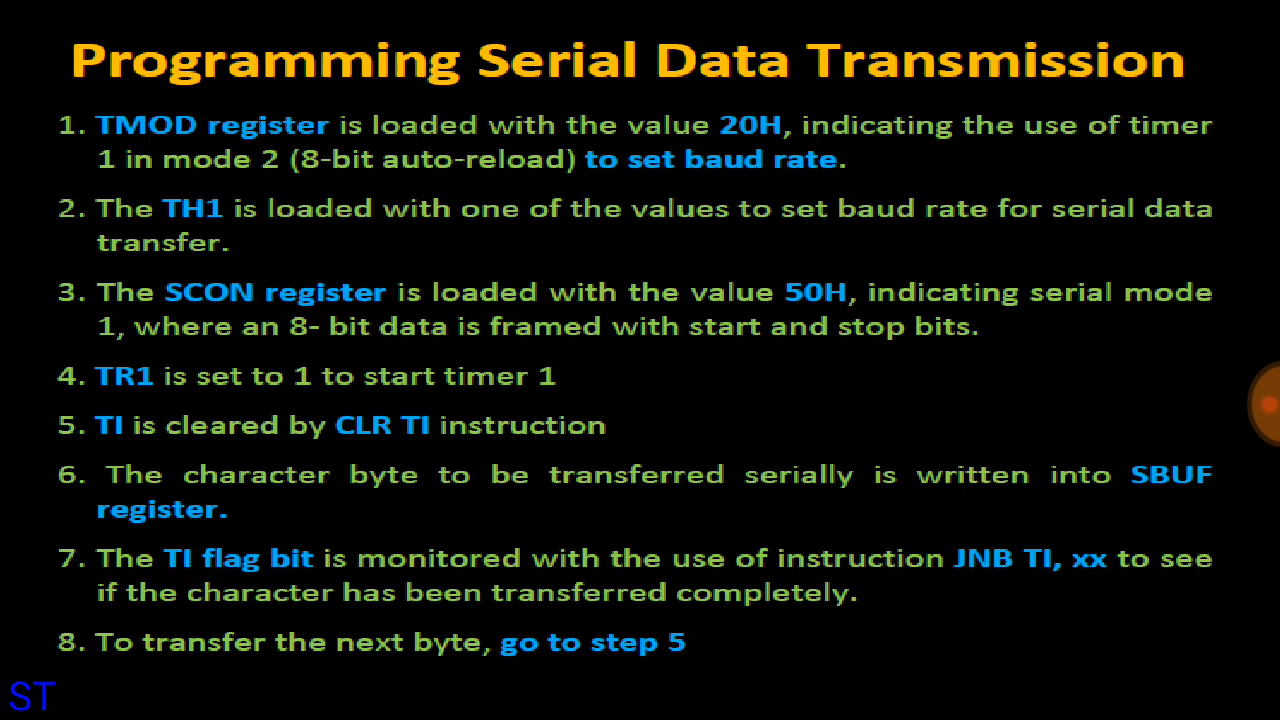 Programming Serial Data Transmission
1. TMOD register is loaded with the value 20H, indicating the use of timer
1 in mode 2 (8-bit auto-reload) to set baud rate.
2. The TH1 is loaded with one of the values to set baud rate for serial data
transfer.
3. The SCON register is loaded with the value 50H, indicating serial mode
1, where an 8- bit data is framed with start and stop bits.
4. TR1 is set to 1 to start timer 1
5. TI is cleared by CLR TI instruction
6. The character byte to be transferred serially is written into SBUF
register.
7. The TI flag bit is monitored with the use of instruction JNB TI, xx to see
if the character has been transferred completely.
8. To transfer the next byte, go to step 5
ST